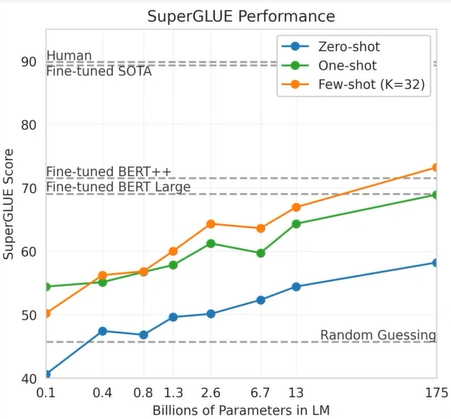 SuperGLUE Performance
Zero-shot
One-shot
Few-shot (K=32)
Human
Fine-tuned SOTA
Fine-tuned BERT++
Fine-tuned BERT Large
Random Guessing
SuperGLUE Score
90
80
70
60
50
40
0.1 0.4 0.8 1.3 2.6 6.7 13 175
Billions of Parameters in LM